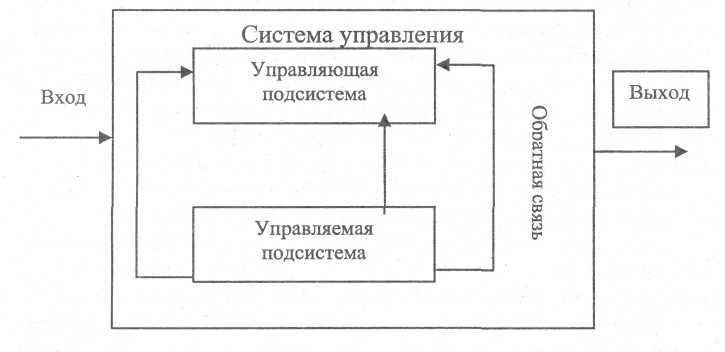 Система управления
Управляющая
подсистема
Вход
Выход
Обратная связь
Управляемая
подсистема